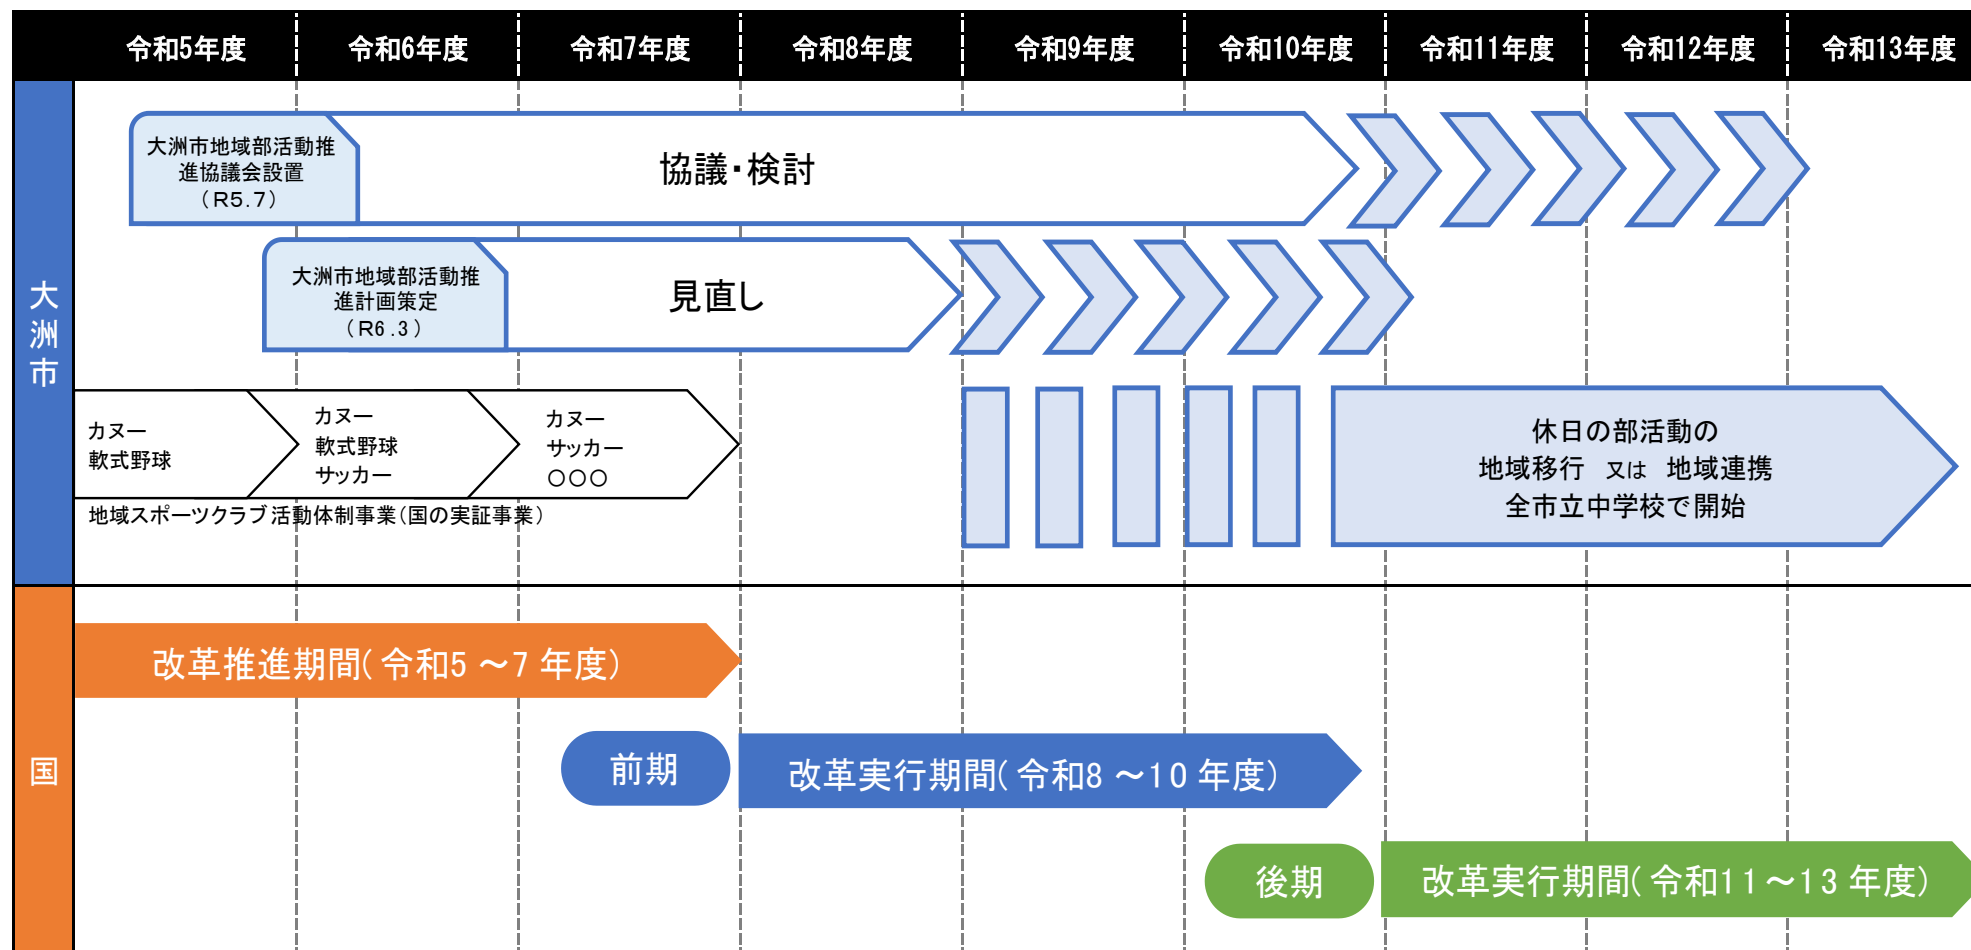 令和5年度
令和6年度
令和7年度
令和8年度
令和9年度
令和10年度
令和11年度
令和12年度
令和13年度
大洲市
大洲市地域部活動推
進協議会設置
（R5.7）
協議・検討
大洲市地域部活動推
進計画策定
（R6.3）
見直し
カヌー
軟式野球
カヌー
軟式野球
サッカー
カヌー
サッカー
○○○
地域スポーツクラブ活動体制事業（国の実証事業）
休日の部活動の
地域移行　又は　地域連携
全市立中学校で開始
国
改革推進期間（令和5～7年度）
前期
改革実行期間（令和8～10年度）
後期
改革実行期間（令和11～13年度）